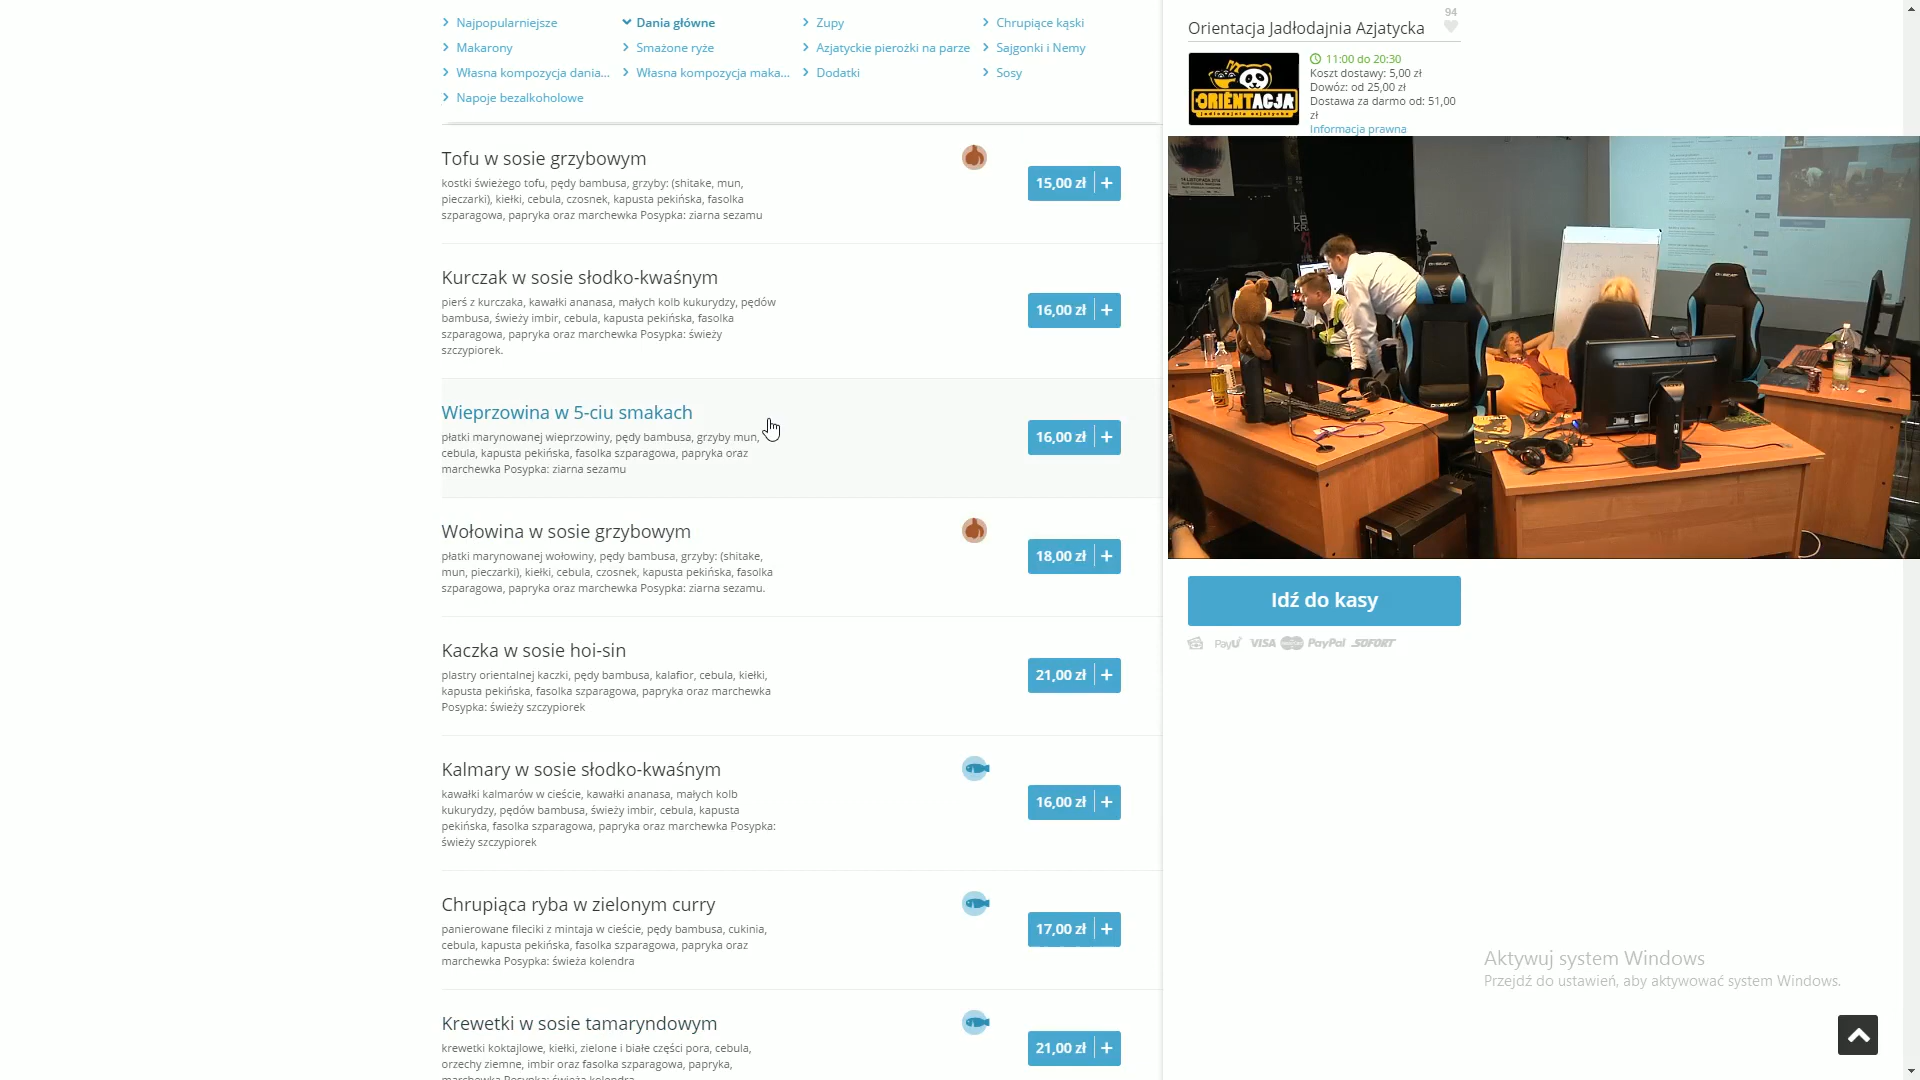 Najpopularniejsze
Dania główne
Zupy
Chrupiące kąski
Makarony
Smażone ryże
Azjatyckie pierożki na parze
Sajgonki i Nemy
Własna kompozycja dania...
Własna kompozycja maka...
Dodatki
Sosy
Napoje bezalkoholowe
Tofu w sosie grzybowym
kostki świeżego tofu, pędy bambusa, grzyby: (shitake, mun,
pieczarki), kiełki, cebula, czosnek, kapusta pekińska, fasolka
szparagowa, papryka oraz marchewka Posypka: ziarna sezamu
15,00 zł +
Kurczak w sosie słodko-kwaśnym
pierś z kurczaka, kawałki ananasa, małych kolb kukurydzy, pędów
bambusa, świeży imbir, cebula, kapusta pekińska, fasolka
szparagowa, papryka oraz marchewka Posypka: świeży
szczypiorek.
16,00 zł +
Wieprzowina w 5-ciu smakach
płatki marynowanej wieprzowiny, pędy bambusa, grzyby mun,
cebula, kapusta pekińska, fasolka szparagowa, papryka oraz
marchewka Posypka: ziarna sezamu
16,00 zł +
Wołowina w sosie grzybowym
płatki marynowanej wołowiny, pędy bambusa, grzyby: (shitake,
mun, pieczarki), kiełki, cebula, czosnek, kapusta pekińska, fasolka
szparagowa, papryka oraz marchewka Posypka: ziarna sezamu.
18,00 zł +
Kaczka w sosie hoi-sin
plastry orientalnej kaczki, pędy bambusa, kalafior, cebula, kiełki,
kapusta pekińska, fasolka szparagowa, papryka oraz marchewka
Posypka: świeży szczypiorek
21,00 zł +
Kalmary w sosie słodko-kwaśnym
kawałki kalmarów w cieście, kawałki ananasa, małych kolb
kukurydzy, pędów bambusa, świeży imbir, cebula, kapusta
pekińska, fasolka szparagowa, papryka oraz marchewka Posypka:
świeży szczypiorek
16,00 zł +
Chrupiąca ryba w zielonym curry
panierowane fileciki z mintaja w cieście, pędy bambusa, cukinia,
cebula, kapusta pekińska, fasolka szparagowa, papryka oraz
marchewka Posypka: świeża kolendra
17,00 zł +
Krewetki w sosie tamaryndowym
krewetki koktajlowe, kiełki, zielone i białe części pora, cebula,
orzechy ziemne, imbir oraz fasolka szparagowa, papryka,
marchewka Posypka: świeża kolendra
21,00 zł +
94
Orientacja Jadłodajnia Azjatycka
ORIENTACJA
jadłodajnia azjatycka
11:00 do 20:30
Koszt dostawy: 5,00 zł
Dowóz: od 25,00 zł
Dostawa za darmo od: 51,00
zł
Informacja prawna
DXRACER
Idź do kasy
PayU VISA PayPal SOFORT
Aktywuj system Windows
Przejdź do ustawień, aby aktywować system Windows.